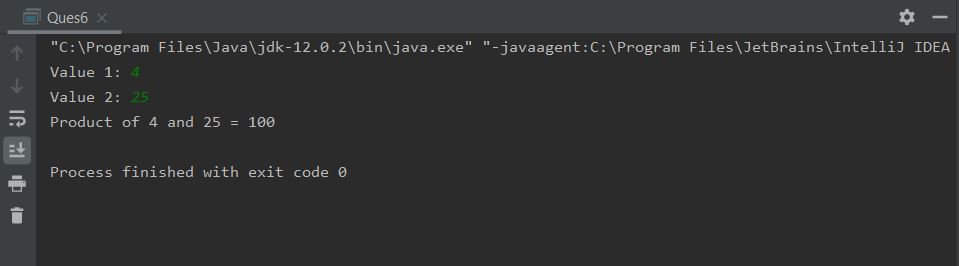 Ques6
"C:\Program Files\Java\jdk-12.0.2\bin\java.exe" "-javaagent:C:\Program Files\JetBrains\IntelliJ IDEA
Value 1: 4
Value 2: 25
Product of 4 and 25 = 100
Process finished with exit code 0